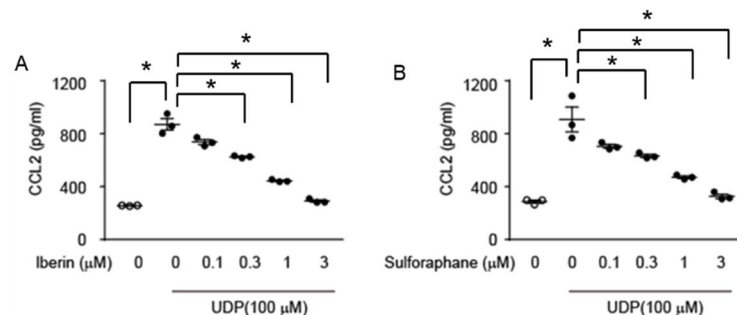 A
B
* * * *
* * * *
CCL2 (pg/ml)
1200
800
400
0
Iberin (μM) 0 0 0.1 0.3 1 3
UDP(100 μM)
CCL2 (pg/ml)
1200
800
400
0
Sulforaphane (μM) 0 0 0.1 0.3 1 3
UDP(100 μM)